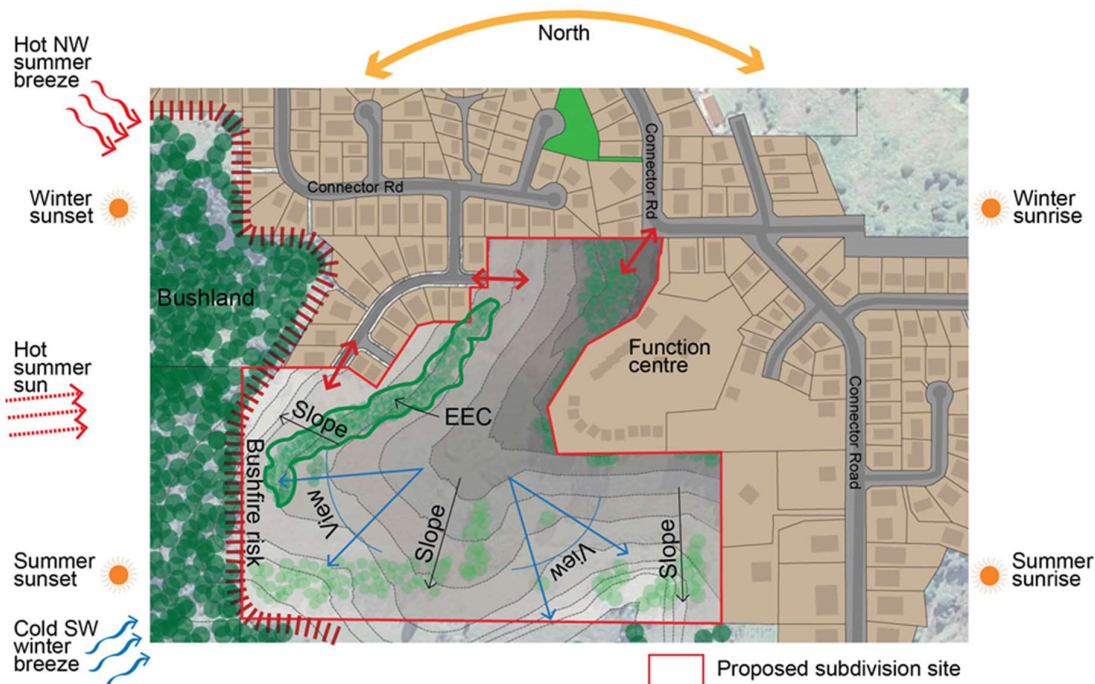 North
Hot NW
summer
breeze
Connector Rd
Connector Rd
Winter
sunset
Winter
sunrise
Bushland
Function
centre
Hot
summer
sun
Slope
EEC
Connector Road
Bushfire risk
View
Slope
View
Slope
Summer
sunset
Summer
sunrise
Cold SW
winter
breeze
Proposed subdivision site